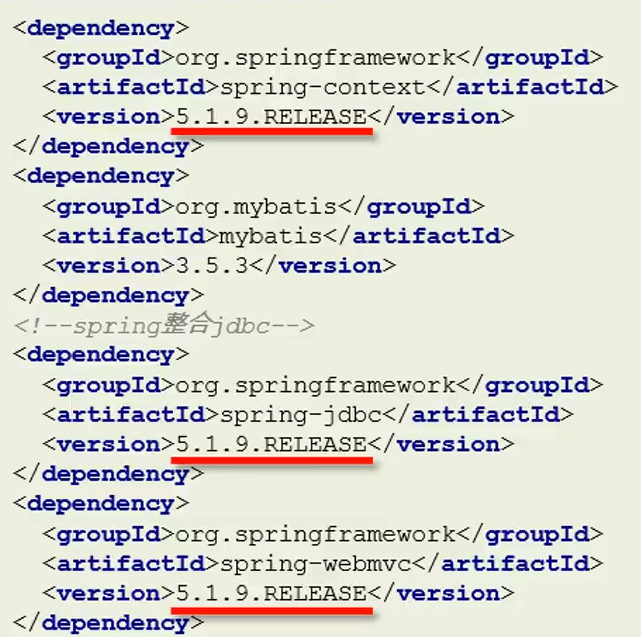 <dependency>
<groupId>org.springframework</groupId>
<artifactId>spring-context</artifactId>
<version>5.1.9.RELEASE</version>
</dependency>
<dependency>
<groupId>org.mybatis</groupId>
<artifactId>mybatis</artifactId>
<version>3.5.3</version>
</dependency>
<!--spring整合jdbc-->
<dependency>
<groupId>org.springframework</groupId>
<artifactId>spring-jdbc</artifactId>
<version>5.1.9.RELEASE</version>
</dependency>
<dependency>
<groupId>org.springframework</groupId>
<artifactId>spring-webmvc</artifactId>
<version>5.1.9.RELEASE</version>
</dependency>